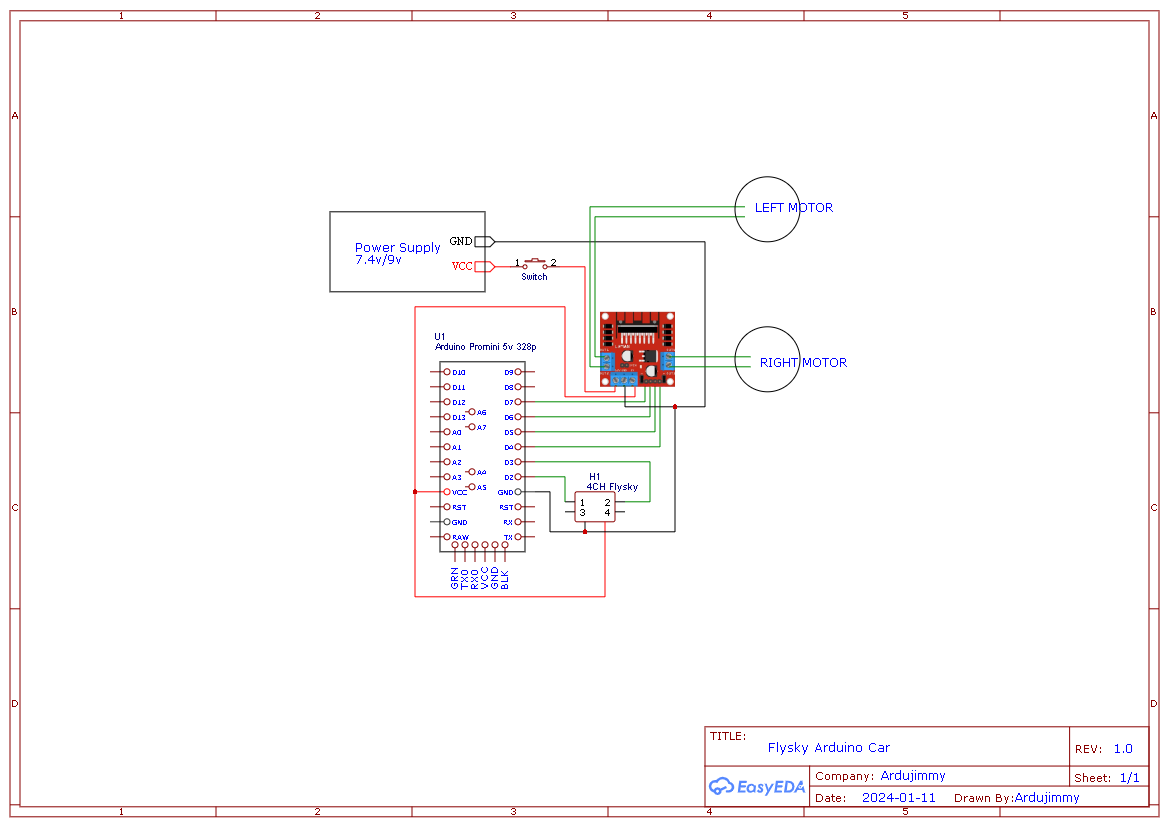 1 2 3 4 5
A A
B B
C C
D D
LEFT MOTOR
GND
Power Supply
7.4v/9v
VCC
1 2
Switch
U1
Arduino Promini 5v 328p
RIGHT MOTOR
D10 D9
D11 D8
D12 D7
A6
D13 D6
A7
A0 D5
A1 D4
A2 D3
A4
A3 D2
A5
VCC GND
RST RST
GND RX
RAW TX
H1
4CH Flysky
1 2
3 4
GRN
TXO
RXO
VCC
GND
BLK
TITLE:
Flysky Arduino Car
REV: 1.0
EasyEDA
Company: Ardujimmy
Sheet: 1/1
Date: 2024-01-11 Drawn By:Ardujimmy
1 2 3 4 5